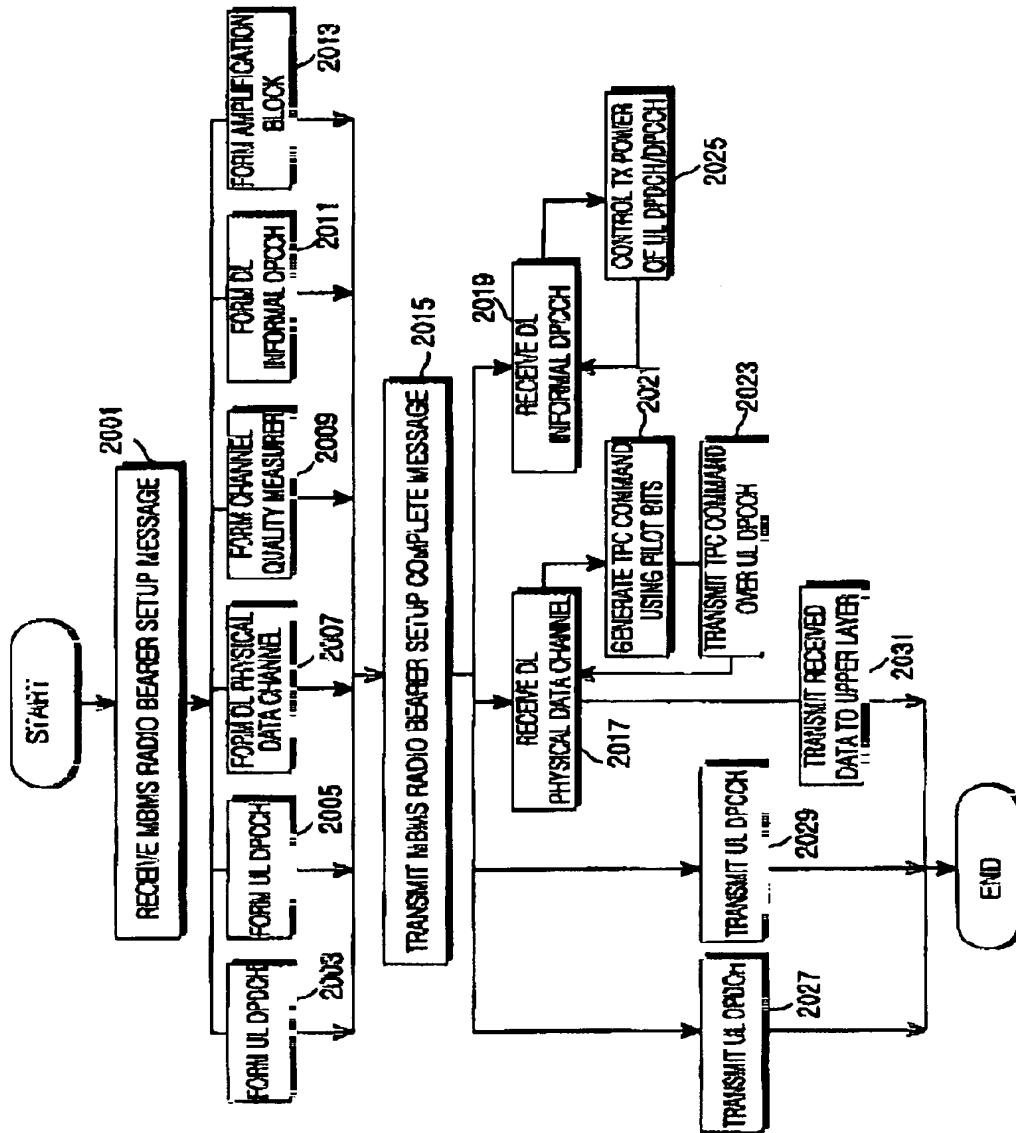 START
2001
RECEIVE MBMS RADIO BEARER SETUP MESSAGE
FORM UL DPDCH
2003
FORM UL DPCCH
2005
FORM DL PHYSICAL
DATA CHANNEL
2007
FORM CHANNEL
QUALITY MEASURER
2009
FORM DL
INFORMAL DPCCH
2011
FORM AMPLIFICATION
BLOCK
2013
TRANSMIT MBMS RADIO BEARER SETUP COMPLETE MESSAGE
2015
RECEIVE DL
PHYSICAL DATA CHANNEL
2017
RECEIVE DL
INFORMAL DPCCH
2019
GENERATE TPC COMMAND
USING PILOT BITS
2021
TRANSMIT TPC COMMAND
OVER UL DPCCH
2023
CONTROL TX POWER
OF UL DPDCH/DPCCH
2025
TRANSMIT UL DPDCH
2027
TRANSMIT UL DPCCH
2029
TRANSMIT RECEIVED
DATA TO UPPER LAYER
2031
END